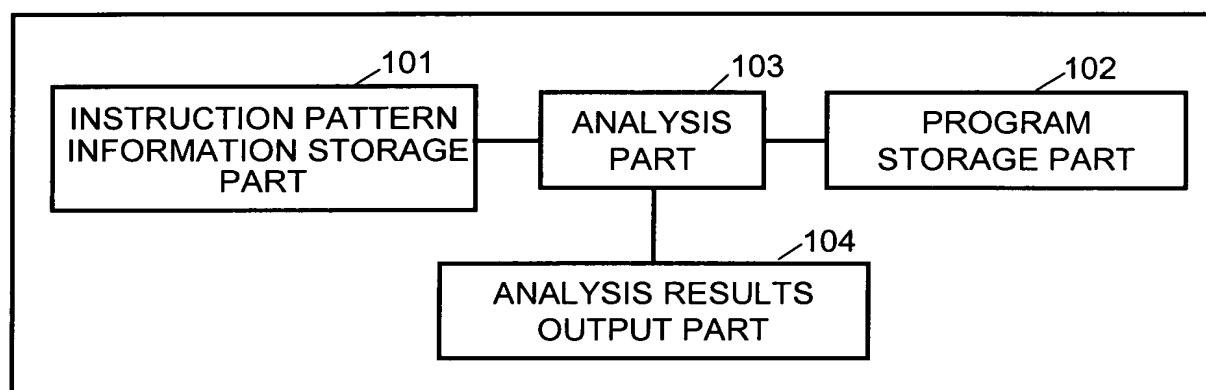 101
INSTRUCTION PATTERN
INFORMATION STORAGE
PART
103
ANALYSIS
PART
102
PROGRAM
STORAGE PART
104
ANALYSIS RESULTS
OUTPUT PART